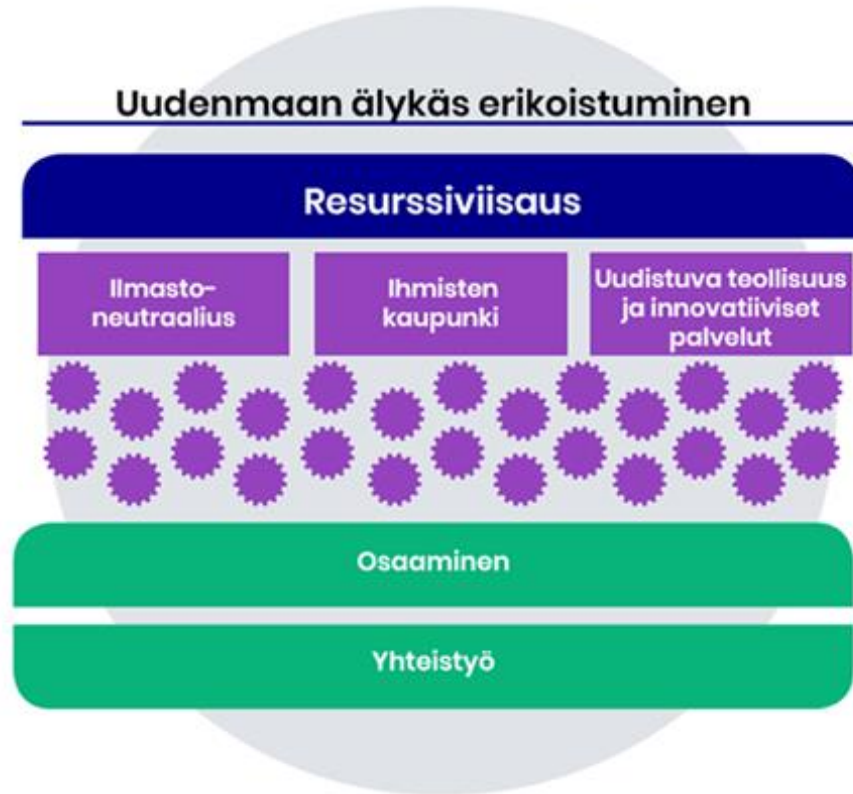 Uudenmaan älykäs erikoistuminen
Resurssiviisaus
Ilmasto-
neutraalius
Ihmisten
kaupunki
Uudistuva teollisuus
ja innovatiiviset
palvelut
Osaaminen
Yhteistyö